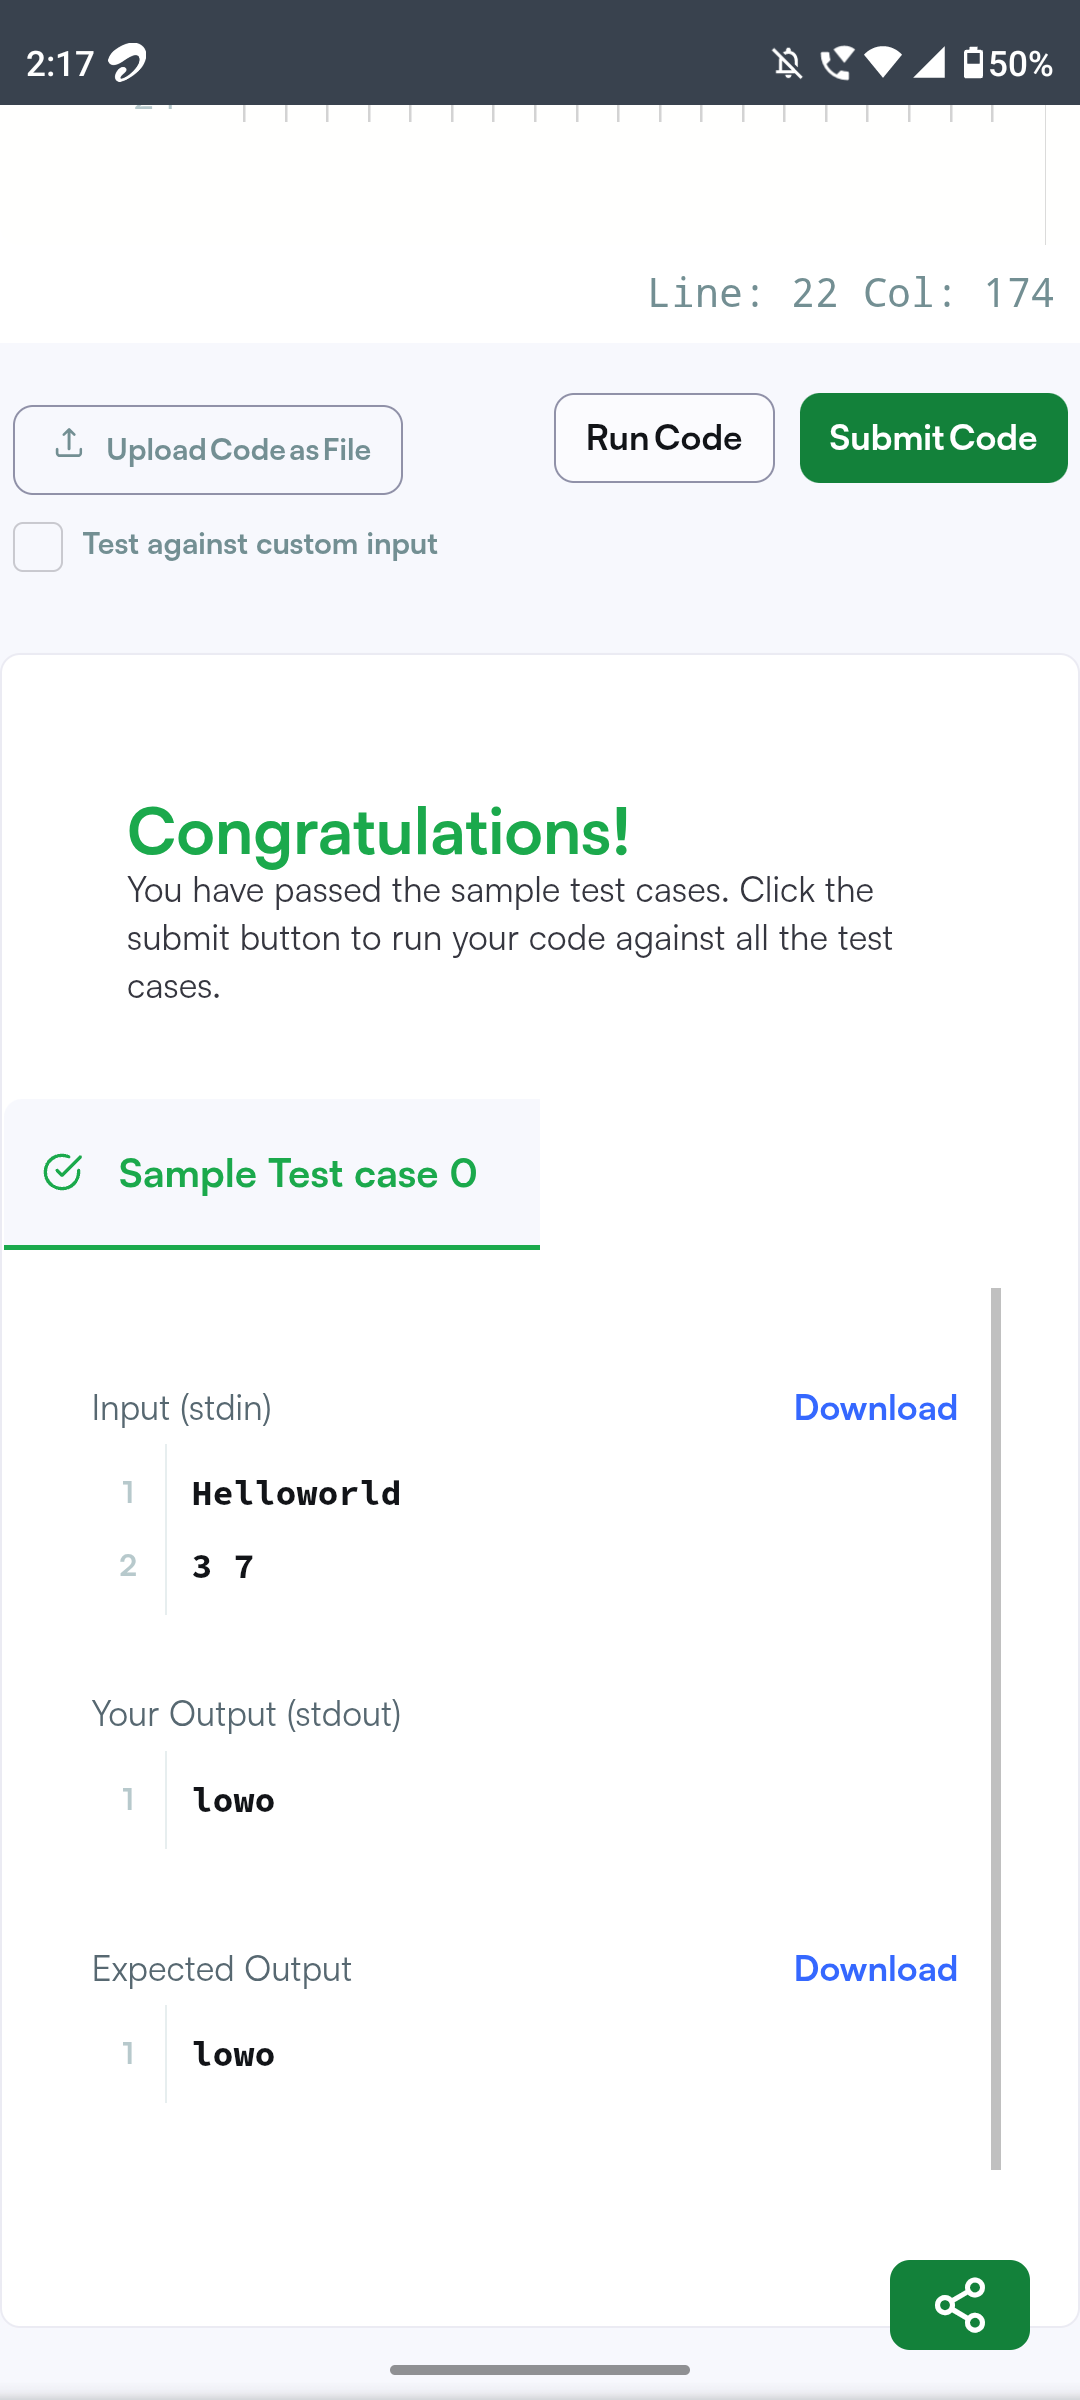 2:17 50%
Line: 22 Col: 174
Upload Code as File
Run Code
Submit Code
Test against custom input
Congratulations!
You have passed the sample test cases. Click the
submit button to run your code against all the test
cases.
Sample Test case 0
Input (stdin)
Download
1 Helloworld
2 3 7
Your Output (stdout)
1 lowo
Expected Output
Download
1 lowo